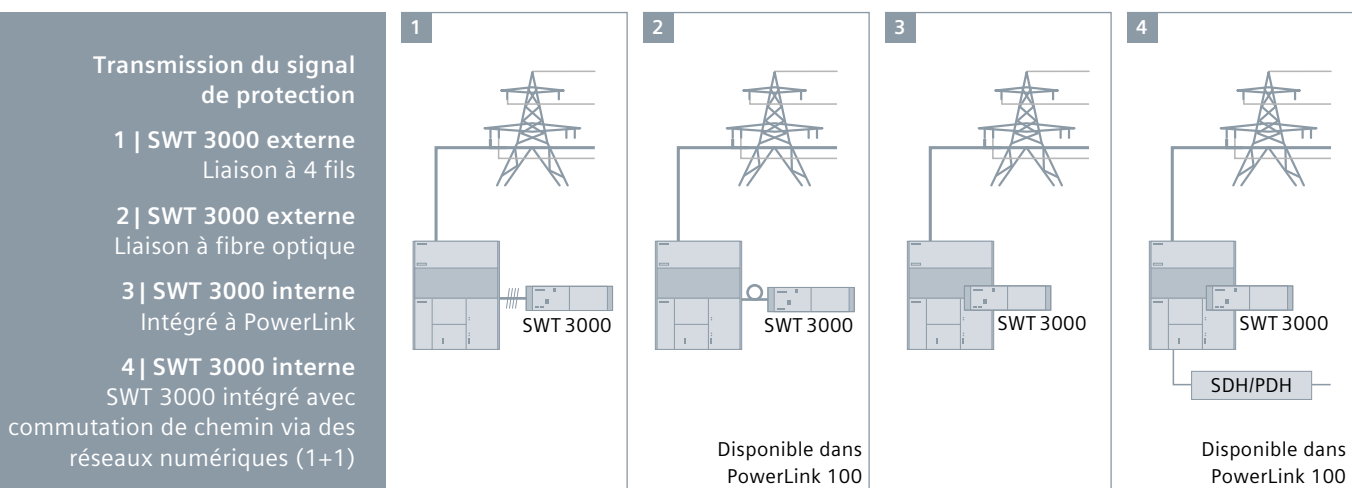 Transmission du signal
de protection
1 | SWT 3000 externe
Liaison à 4 fils
2| SWT 3000 externe
Liaison à fibre optique
3| SWT 3000 interne
Intégré à PowerLink
4| SWT 3000 interne
SWT 3000 intégré avec
commutation de chemin via des
réseaux numériques (1+1)
1
SWT 3000
2
SWT 3000
Disponible dans
PowerLink 100
3
SWT 3000
4
SWT 3000
SDH/PDH
Disponible dans
PowerLink 100